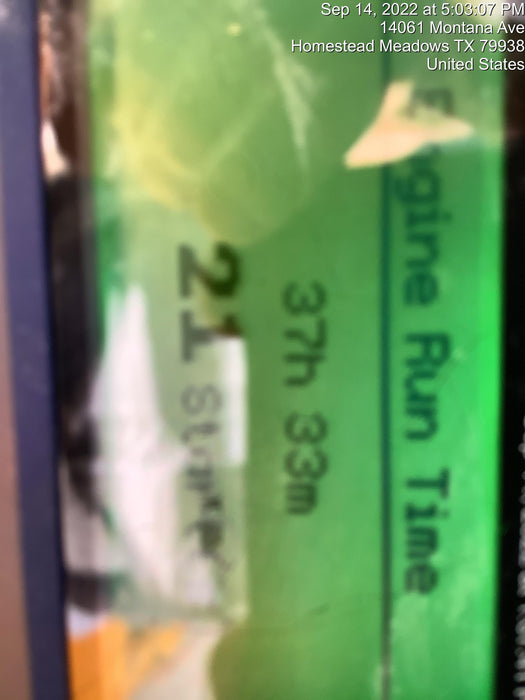 Sep 14, 2022 at 5:03:07 PM
14061 Montana Ave
Homestead Meadows TX 79938
United States
Engine Run Time
37h 33m
21 Starts